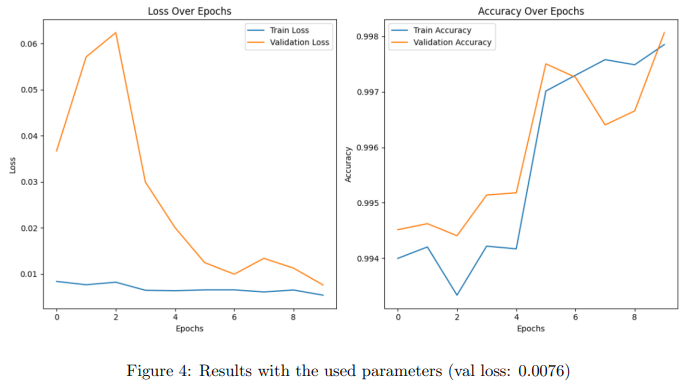 Loss Over Epochs
Train Loss
Validation Loss
0.06
0.05
0.04
0.03
0.02
0.01
Loss
0 2 4 6 8
Epochs
Accuracy Over Epochs
Train Accuracy
Validation Accuracy
0.998
0.997
0.996
0.995
0.994
Accuracy
0 2 4 6 8
Epochs
Figure 4: Results with the used parameters (val loss: 0.0076)